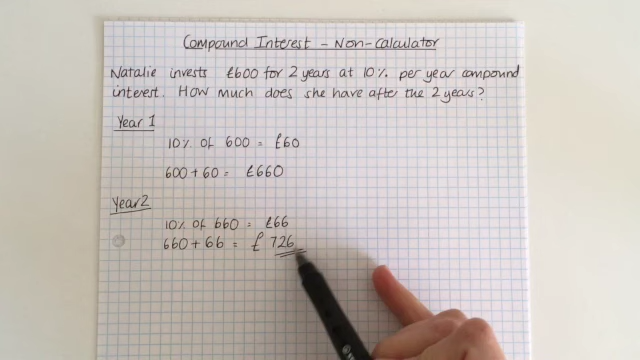 Compound Interest - Non-Calculator
Natalie invests £600 for 2 years at 10% per year compound
interest. How much does she have after the 2 years?
Year 1
10% of 600 = £60
600 + 60 = £660
Year 2
10% of 660 = £66
660 + 66 = £ 726